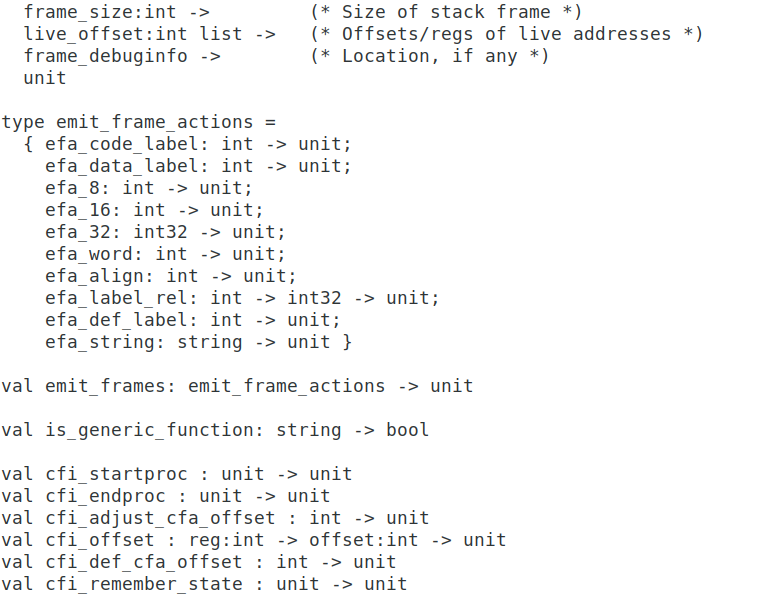 frame_size:int ->         (* Size of stack frame *)
  live_offset:int list ->   (* Offsets/regs of live addresses *)
  frame_debuginfo ->        (* Location, if any *)
  unit

type emit_frame_actions =
  { efa_code_label: int -> unit;
    efa_data_label: int -> unit;
    efa_8: int -> unit;
    efa_16: int -> unit;
    efa_32: int32 -> unit;
    efa_word: int -> unit;
    efa_align: int -> unit;
    efa_label_rel: int -> int32 -> unit;
    efa_def_label: int -> unit;
    efa_string: string -> unit }

val emit_frames: emit_frame_actions -> unit

val is_generic_function: string -> bool

val cfi_startproc : unit -> unit
val cfi_endproc : unit -> unit
val cfi_adjust_cfa_offset : int -> unit
val cfi_offset : reg:int -> offset:int -> unit
val cfi_def_cfa_offset : int -> unit
val cfi_remember_state : unit -> unit